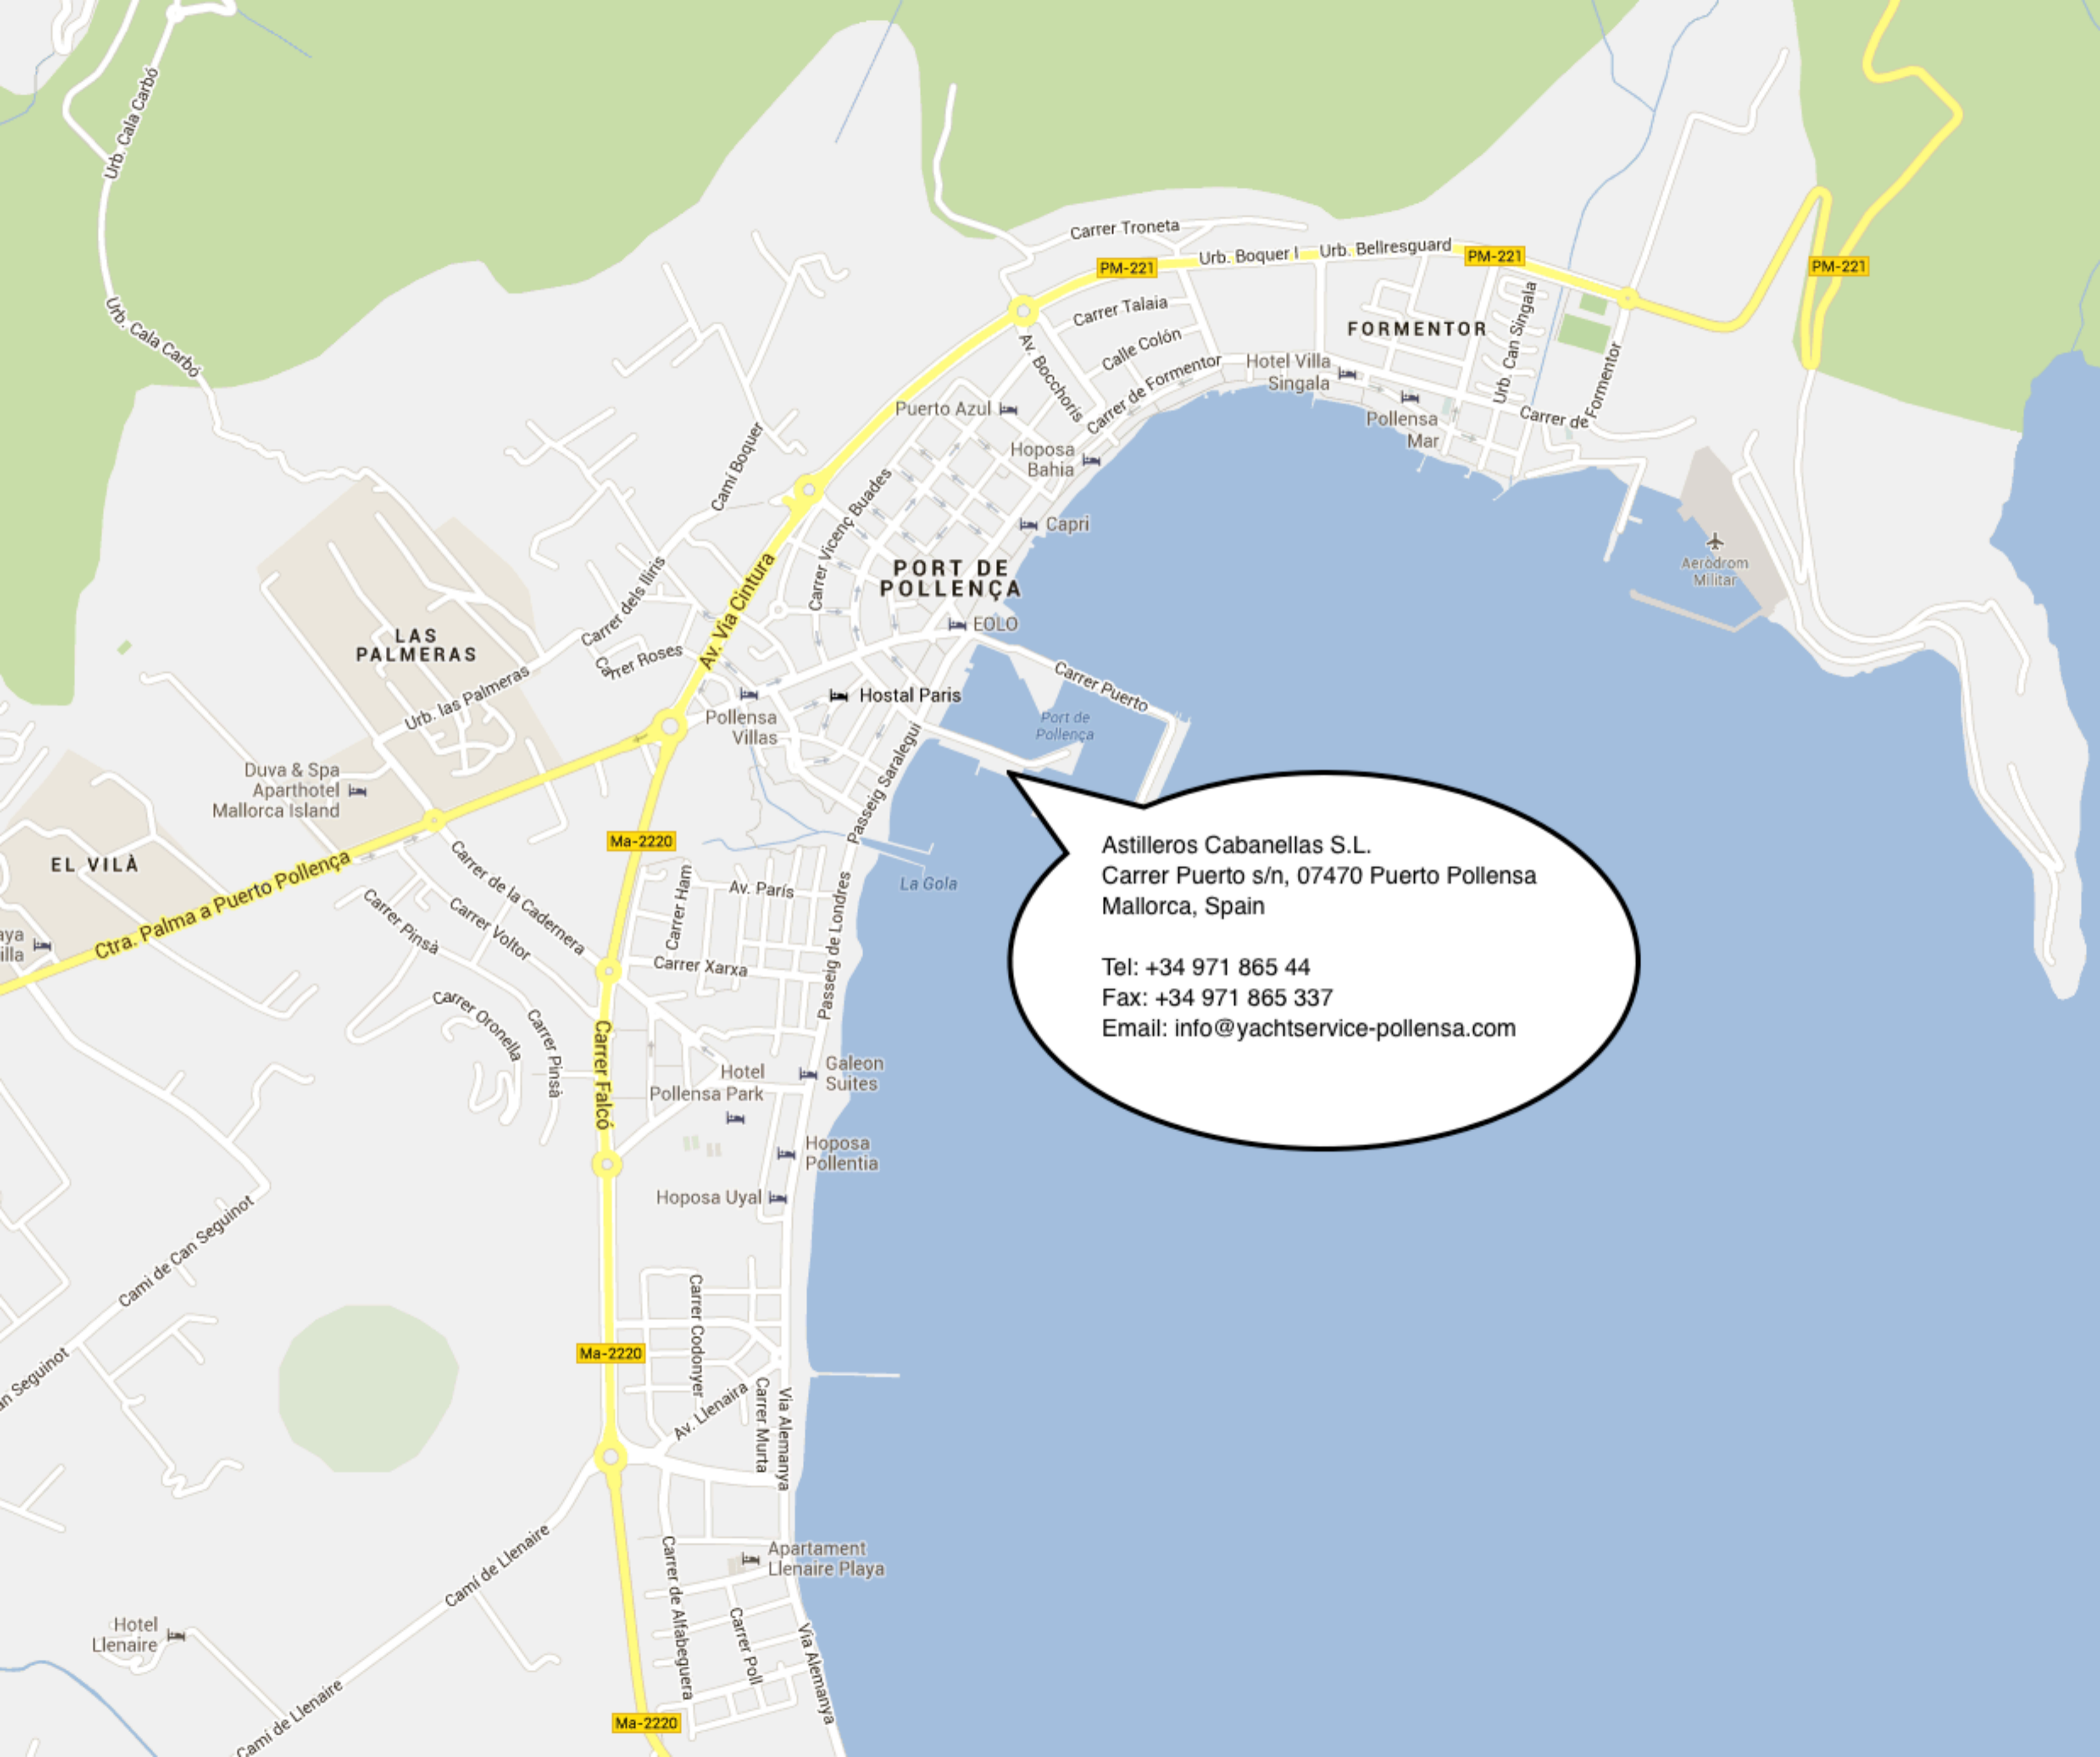 Urb. Cala Carbó
Urb. Cala Carbó
Carrer Troneta
PM-221
Urb. Boquer I
Urb. Bellresguard
PM-221
PM-221
Carrer Talaia
Calle Colón
Av. Bocchoris
Carrer de Formentor
FORMENTOR
Urb. Can Singala
Hotel Villa
Singala
Pollensa
Mar
Carrer de Formentor
Puerto Azul
Hoposa
Bahia
Camí Boquer
Carrer Vicenç Buades
Capri
Aeròdrom
Militar
PORT DE
POLLENÇA
EOLO
Carrer dels Iliris
Av. Via Cintura
LAS
PALMERAS
Carrer Roses
Urb. las Palmeras
Carrer Puerto
Hostal Paris
Pollensa
Villas
Port de
Pollença
Passeig Saralegui
Duva & Spa
Aparthotel
Mallorca Island
Ma-2220
EL VILÀ
Ctra. Palma a Puerto Pollença
Carrer de la Cadernera
Carrer Voltor
Carrer Pinsà
Carrer Ham
Av. París
La Gola
Passeig de Londres
Carrer Xarxa
aya
illa
Astilleros Cabanellas S.L.
Carrer Puerto s/n, 07470 Puerto Pollensa
Mallorca, Spain
Tel: +34 971 865 44
Fax: +34 971 865 337
Email: info@yachtservice-pollensa.com
Carrer Oronella
Carrer Pinsà
Carrer Falcó
Hotel
Pollensa Park
Galeon
Suites
Hoposa
Pollentia
Hoposa Uyal
Cami de Can Seguinot
an Seguinot
Carrer Codonyer
Ma-2220
Av. Llenaira
Carrer Murta
Via Alemanya
Camí de Llenaire
Apartament
Llenaire Playa
Carrer de Alfabeguera
Carrer Poll
Via Alemanya
Hotel
Llenaire
Camí de Llenaire
Ma-2220